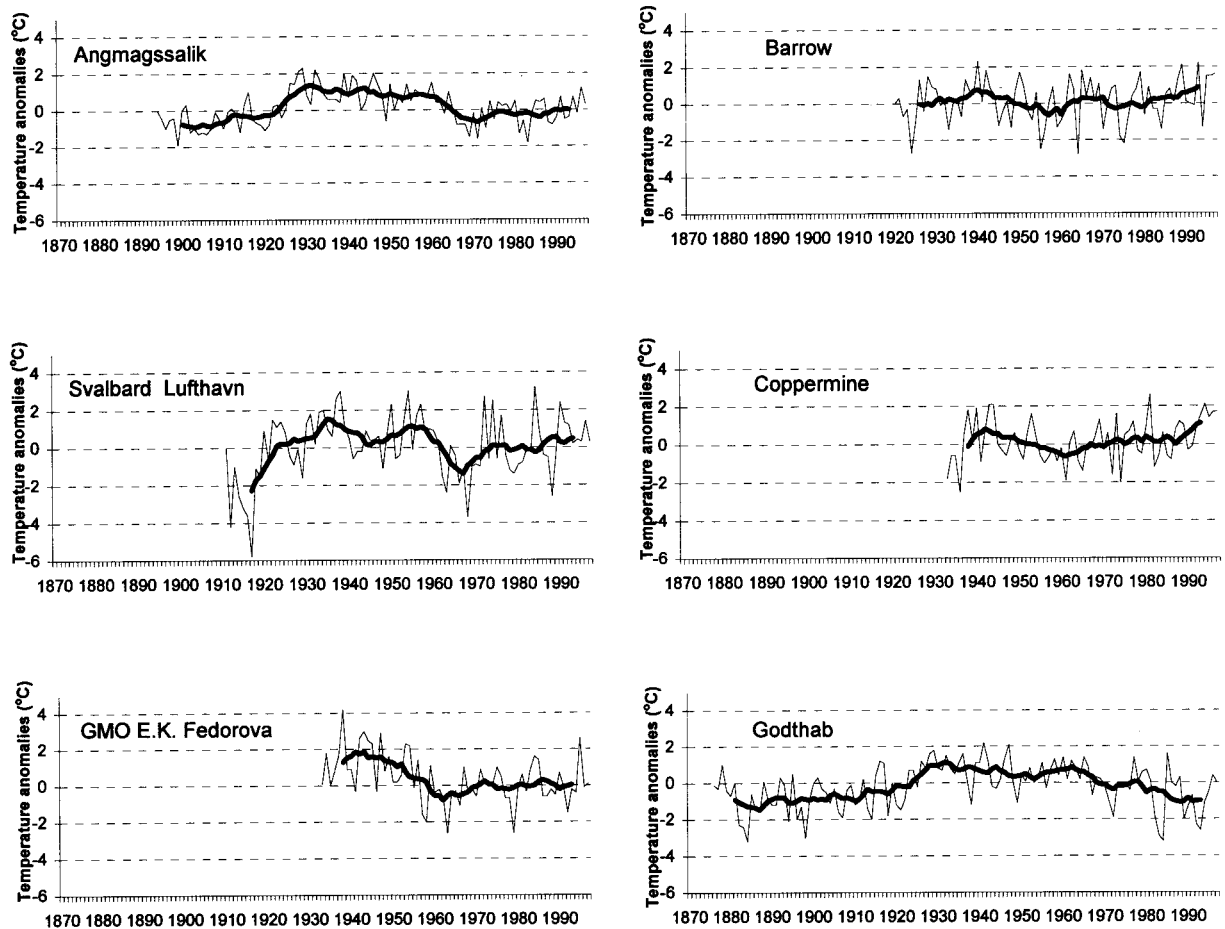 Temperature anomalies (°C)
4
2
0
-2
-4
-6
Angmagssalik
1870 1880 1890 1900 1910 1920 1930 1940 1950 1960 1970 1980 1990
Temperature anomalies (°C)
4
2
0
-2
-4
-6
Barrow
1870 1880 1890 1900 1910 1920 1930 1940 1950 1960 1970 1980 1990
Temperature anomalies (°C)
4
2
0
-2
-4
-6
Svalbard Lufthavn
1870 1880 1890 1900 1910 1920 1930 1940 1950 1960 1970 1980 1990
Temperature anomalies (°C)
4
2
0
-2
-4
-6
Coppermine
1870 1880 1890 1900 1910 1920 1930 1940 1950 1960 1970 1980 1990
Temperature anomalies (°C)
4
2
0
-2
-4
-6
GMO E.K. Fedorova
1870 1880 1890 1900 1910 1920 1930 1940 1950 1960 1970 1980 1990
Temperature anomalies (°C)
4
2
0
-2
-4
-6
Godthab
1870 1880 1890 1900 1910 1920 1930 1940 1950 1960 1970 1980 1990